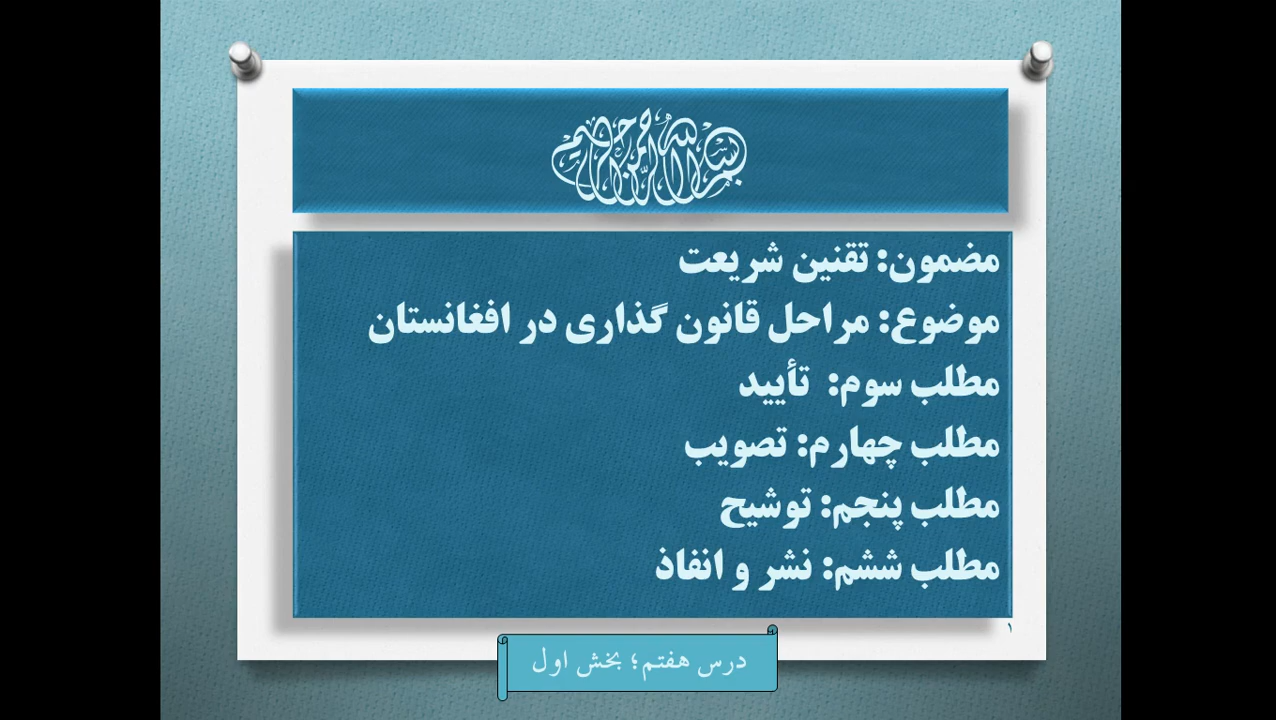 بسم الله الرحمن الرحیم
مضمون: تقنین شریعت
موضوع: مراحل قانون گذاری در افغانستان
مطلب سوم: تأیید
مطلب چهارم: تصویب
مطلب پنجم: توشیح
مطلب ششم: نشر و انفاذ
۱
درس هفتم؛ بخش اول